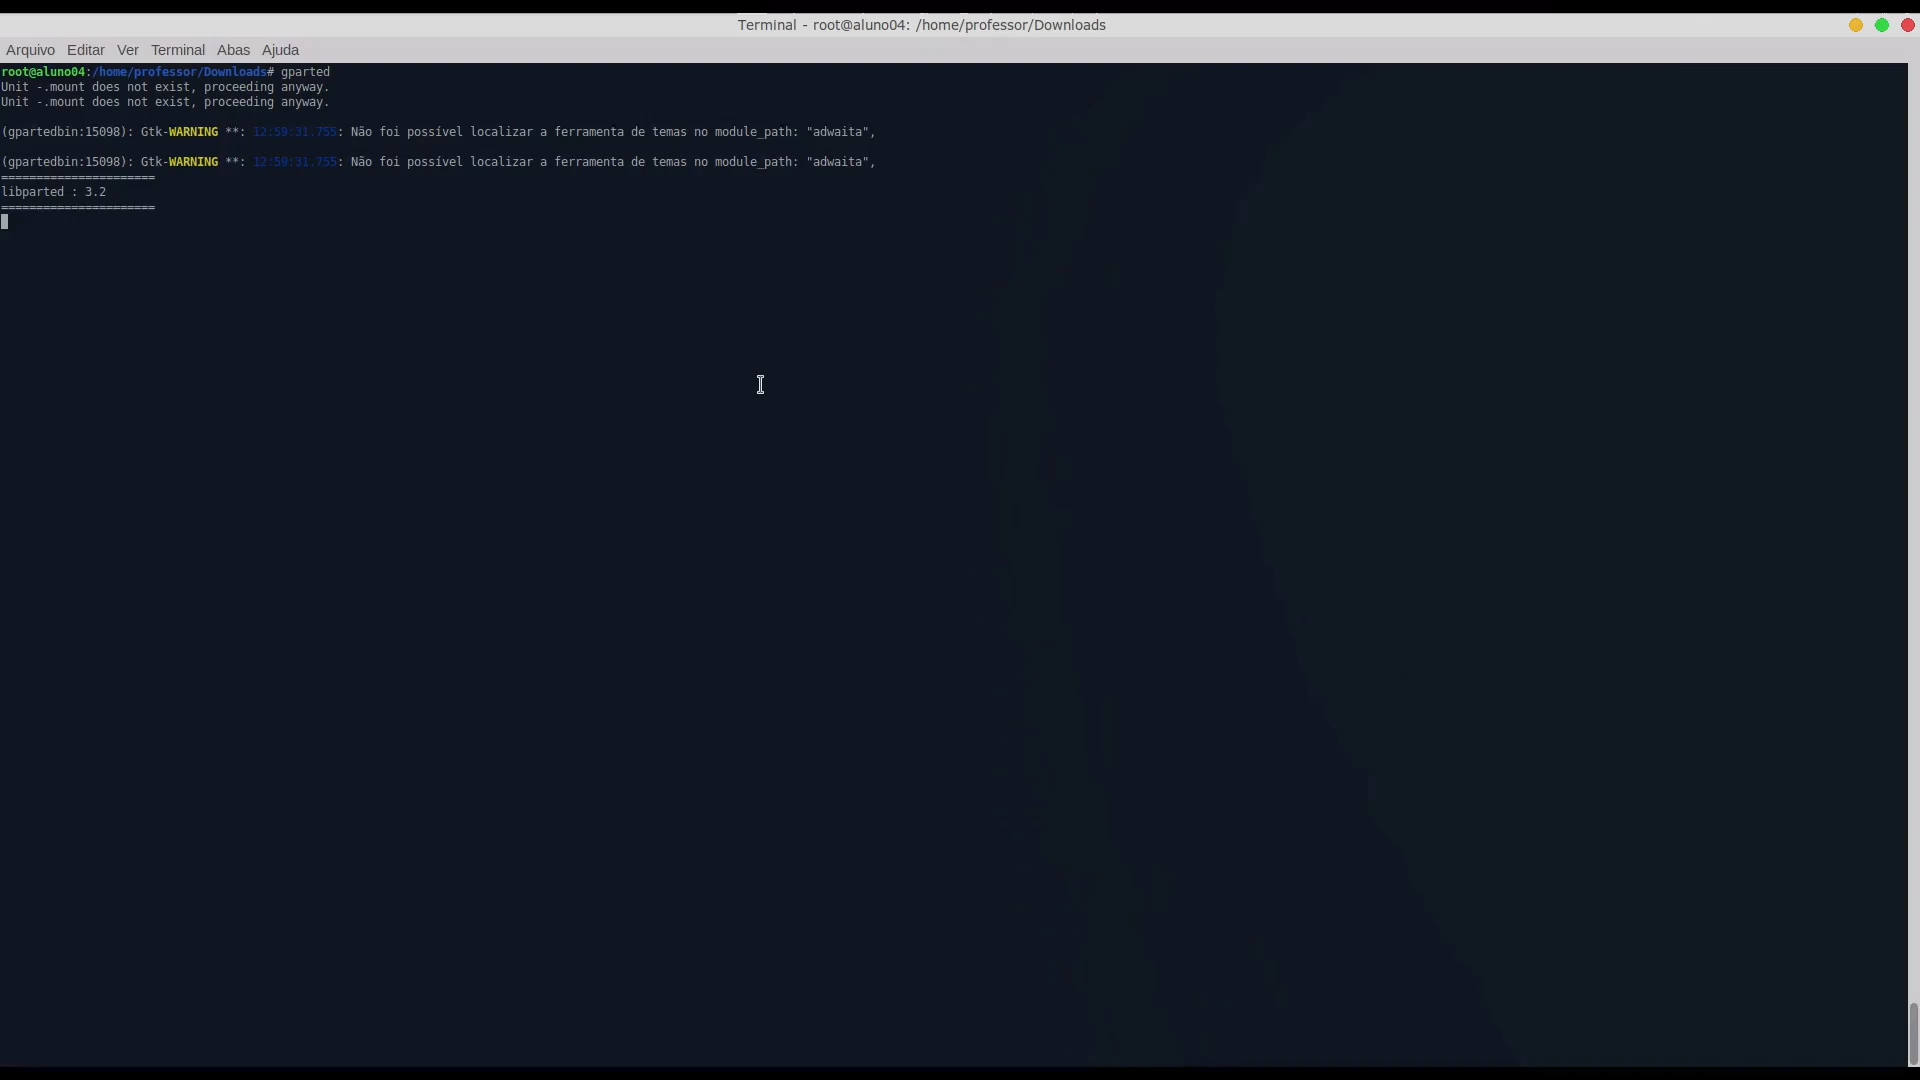 Terminal - root@aluno04: /home/professor/Downloads
Arquivo Editar Ver Terminal Abas Ajuda
root@aluno04:/home/professor/Downloads# gparted
Unit -.mount does not exist, proceeding anyway.
Unit -.mount does not exist, proceeding anyway.
(gpartedbin:15098): Gtk-WARNING **: 12:59:31.755: Não foi possível localizar a ferramenta de temas no module_path: "adwaita",
(gpartedbin:15098): Gtk-WARNING **: 12:59:31.755: Não foi possível localizar a ferramenta de temas no module_path: "adwaita",
======================
libparted : 3.2
======================